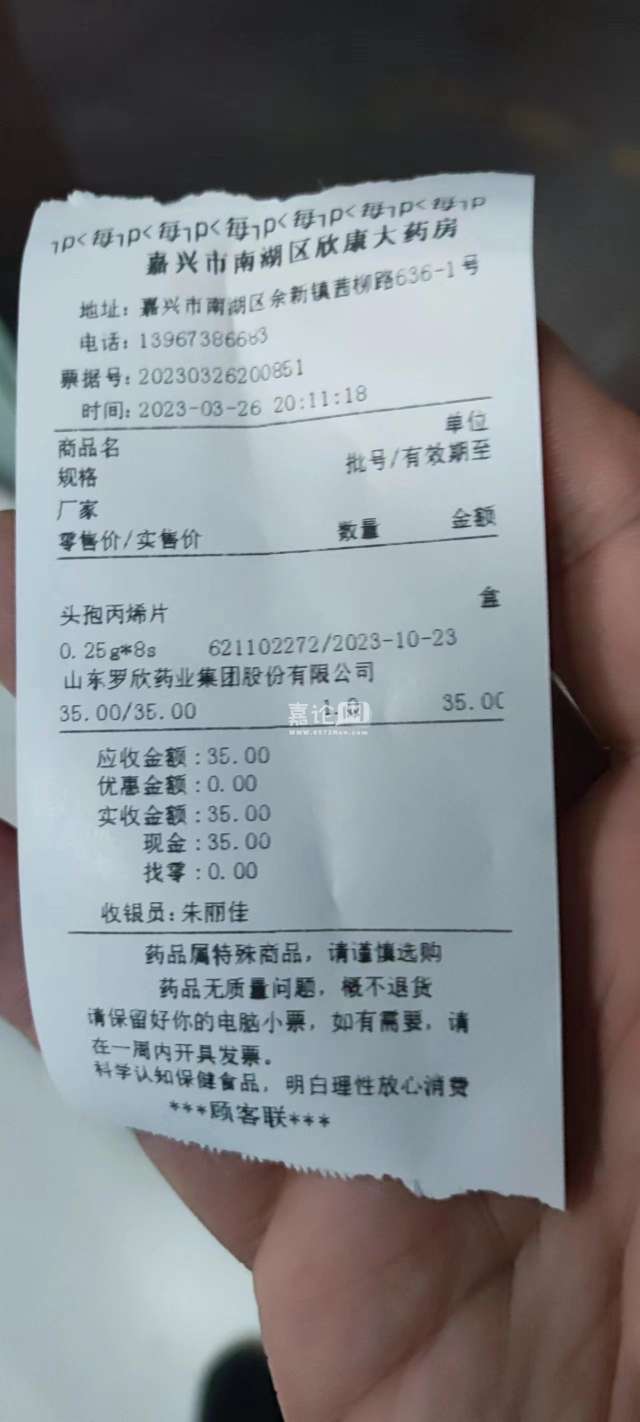 嘉兴市南湖区欣康大药房
地址：嘉兴市南湖区余新镇茜柳路636-1号
电话：13967386683
票据号：20230326200851
时间：2023-03-26 20:11:18
商品名 单位
规格 批号/有效期至
厂家
零售价/实售价 数量 金额
头孢丙烯片 盒
0.25g*8s 621102272/2023-10-23
山东罗欣药业集团股份有限公司
35.00/35.00 35.00
嘉论网
应收金额：35.00
优惠金额：0.00
实收金额：35.00
现金：35.00
找零：0.00
收银员：朱丽佳
药品属特殊商品，请谨慎选购
药品无质量问题，概不退货
请保留好你的电脑小票，如有需要，请
在一周内开具发票。
科学认知保健食品，明白理性放心消费
***顾客联***